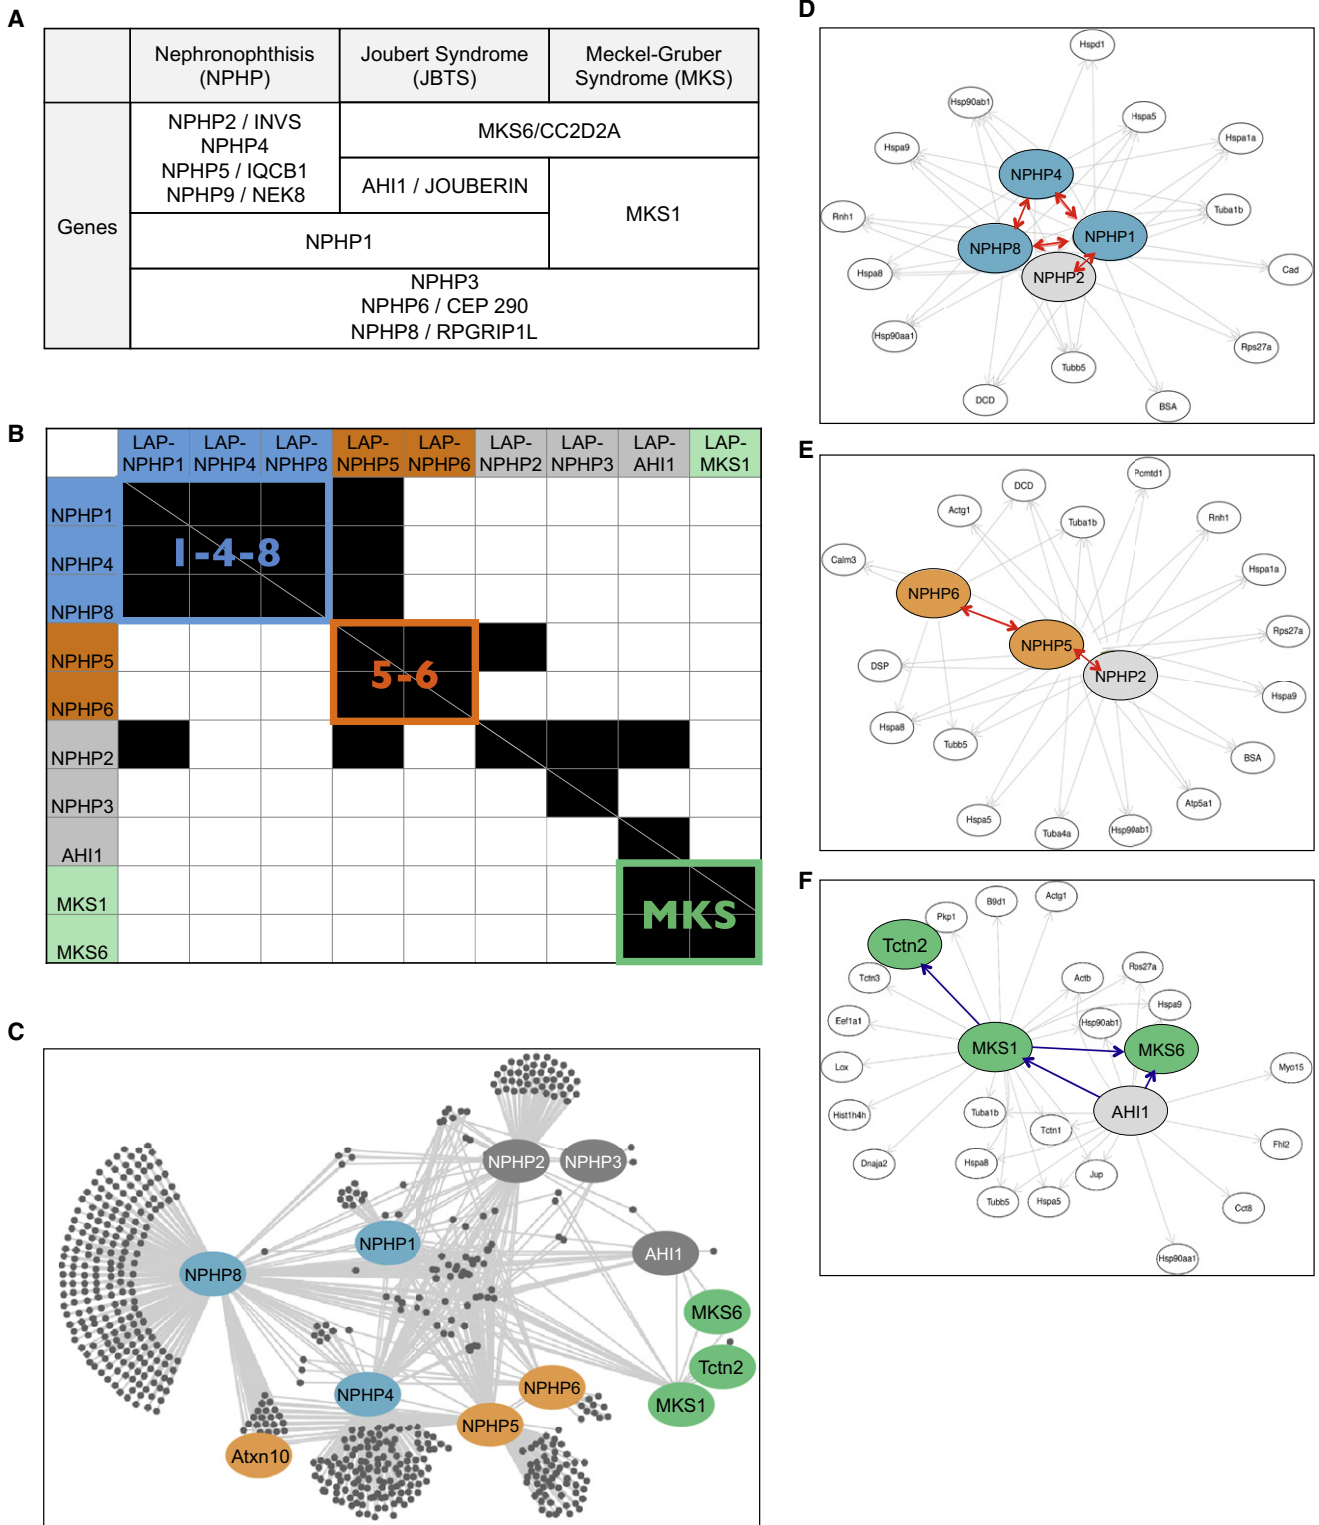 A
Nephronophthisis
(NPHP)
Joubert Syndrome
(JBTS)
Meckel-Gruber
Syndrome (MKS)
Genes
NPHP2 / INVS
NPHP4
NPHP5 / IQCB1
NPHP9 / NEK8
MKS6/CC2D2A
AHI1 / JOUBERIN
MKS1
NPHP1
NPHP3
NPHP6 / CEP 290
NPHP8 / RPGRIP1L
B
LAP-
NPHP1
LAP-
NPHP4
LAP-
NPHP8
LAP-
NPHP5
LAP-
NPHP6
LAP-
NPHP2
LAP-
NPHP3
LAP-
AHI1
LAP-
MKS1
NPHP1
NPHP4
NPHP8
NPHP5
NPHP6
NPHP2
NPHP3
AHI1
MKS1
MKS6
1-4-8
5-6
MKS
C
NPHP2
NPHP3
NPHP1
AHI1
NPHP8
MKS6
Tctn2
NPHP6
NPHP4
MKS1
NPHP5
Atxn10
D
Hspd1
Hsp90ab1
Hspa5
Hspa9
Hspa1a
NPHP4
Rnh1
Tuba1b
NPHP1
NPHP8
Hspa8
NPHP2
Cad
Hsp90aa1
Rps27a
Tubb5
DCD
BSA
E
Pcmtd1
DCD
Actg1
Tuba1b
Rnh1
Calm3
Hspa1a
NPHP6
Rps27a
NPHP5
DSP
NPHP2
Hspa9
Hspa8
Tubb5
BSA
Atp5a1
Hspa5
Tuba4a
Hsp90ab1
F
B9d1
Actg1
Pkp1
Tctn2
Tctn3
Actb
Rps27a
Hspa9
Eef1a1
Hsp90ab1
MKS1
MKS6
Lox
Myo15
Hist1h4h
Tuba1b
AHI1
Tctn1
Fhl2
Dnaja2
Hspa8
Jup
Tubb5
Hspa5
Cct8
Hsp90aa1